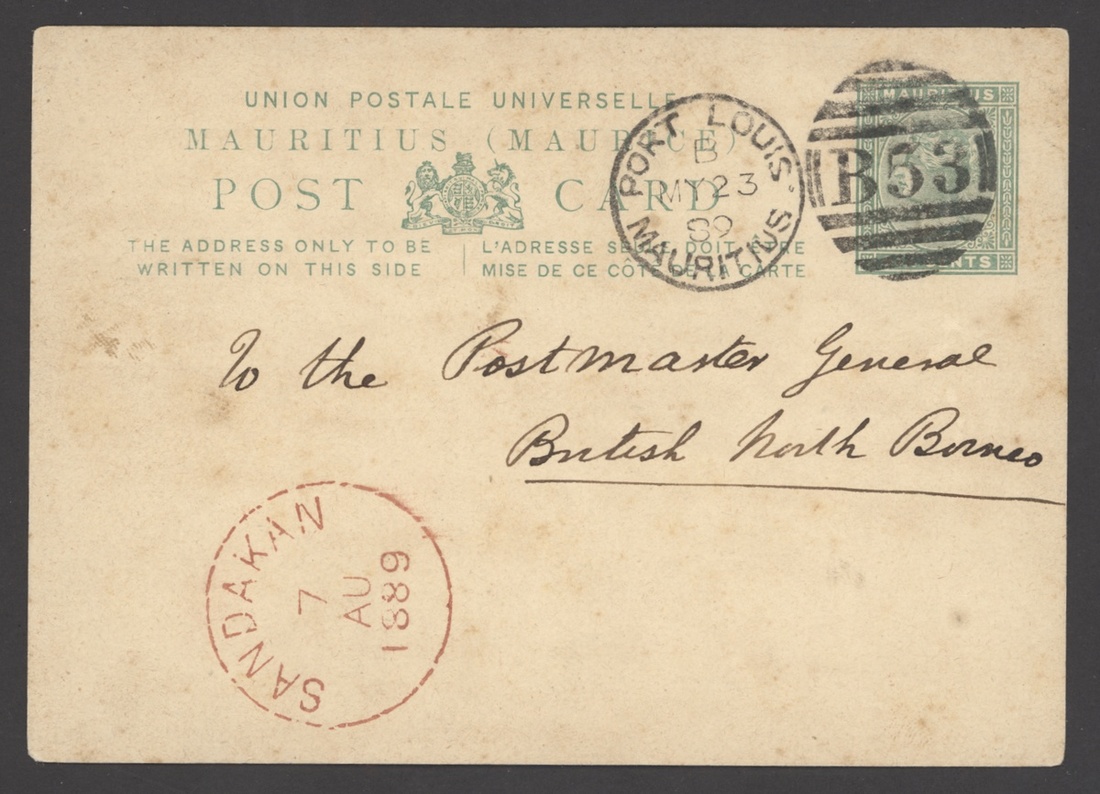 UNION POSTALE UNIVERSELLE
MAURITIUS (MAURICE)
POST CARD
THE ADDRESS ONLY TO BE
WRITTEN ON THIS SIDE
L'ADRESSE SEULE DOIT ÊTRE
MISE DE CE CÔTÉ DE LA CARTE
PORT LOUIS
B
MY 23
89
MAURITIUS
MAURITIUS
B53
CENTS
To the Postmaster General
British North Borneo
SANDAKAN
7
AU
1889